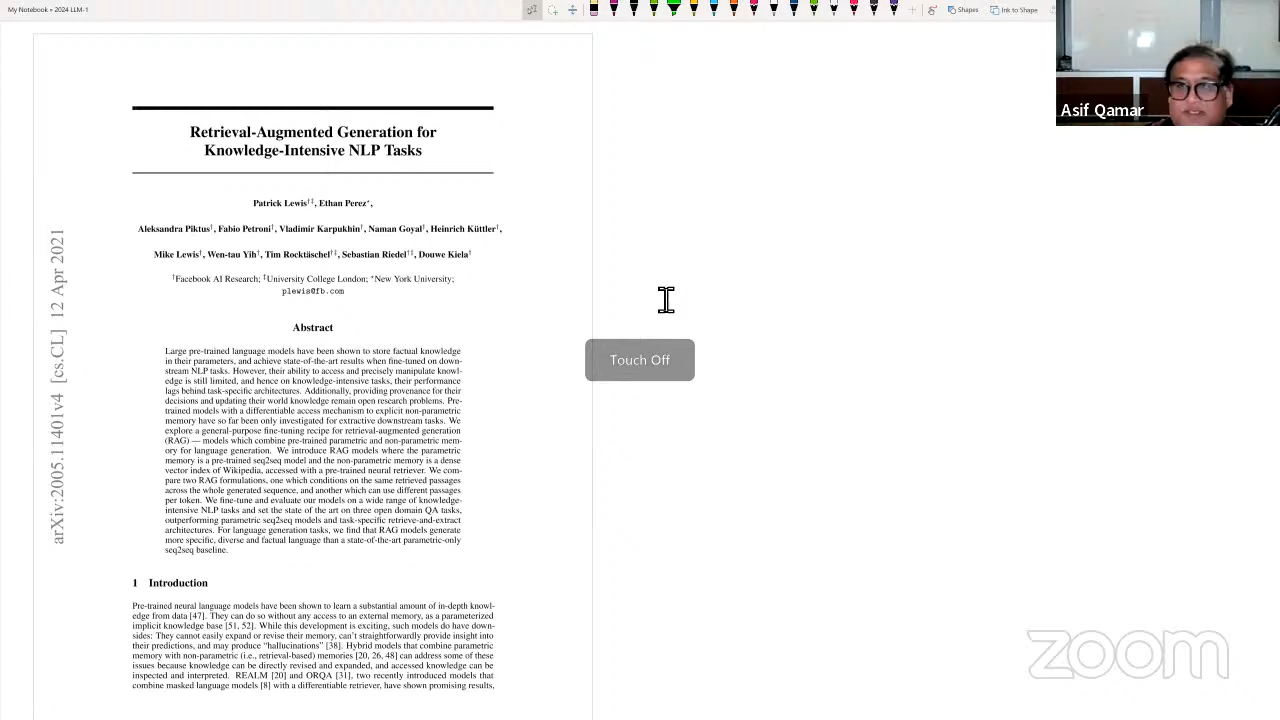 My Notebook • 2024 LLM-1
Shapes
Ink to Shape
Asif Qamar
Retrieval-Augmented Generation for
Knowledge-Intensive NLP Tasks
Patrick Lewis†‡, Ethan Perez⋆,
Aleksandra Piktus†, Fabio Petroni†, Vladimir Karpukhin†, Naman Goyal†, Heinrich Küttler†,
Mike Lewis†, Wen-tau Yih†, Tim Rocktäschel†‡, Sebastian Riedel†‡, Douwe Kiela†
†Facebook AI Research; ‡University College London; ⋆New York University;
plewis@fb.com
arXiv:2005.11401v4 [cs.CL] 12 Apr 2021
Abstract
Large pre-trained language models have been shown to store factual knowledge
in their parameters, and achieve state-of-the-art results when fine-tuned on down-
stream NLP tasks. However, their ability to access and precisely manipulate knowl-
edge is still limited, and hence on knowledge-intensive tasks, their performance
lags behind task-specific architectures. Additionally, providing provenance for their
decisions and updating their world knowledge remain open research problems. Pre-
trained models with a differentiable access mechanism to explicit non-parametric
memory have so far been only investigated for extractive downstream tasks. We
explore a general-purpose fine-tuning recipe for retrieval-augmented generation
(RAG) — models which combine pre-trained parametric and non-parametric mem-
ory for language generation. We introduce RAG models where the parametric
memory is a pre-trained seq2seq model and the non-parametric memory is a dense
vector index of Wikipedia, accessed with a pre-trained neural retriever. We com-
pare two RAG formulations, one which conditions on the same retrieved passages
across the whole generated sequence, and another which can use different passages
per token. We fine-tune and evaluate our models on a wide range of knowledge-
intensive NLP tasks and set the state of the art on three open domain QA tasks,
outperforming parametric seq2seq models and task-specific retrieve-and-extract
architectures. For language generation tasks, we find that RAG models generate
more specific, diverse and factual language than a state-of-the-art parametric-only
seq2seq baseline.
Touch Off
1 Introduction
Pre-trained neural language models have been shown to learn a substantial amount of in-depth knowl-
edge from data [47]. They can do so without any access to an external memory, as a parameterized
implicit knowledge base [51, 52]. While this development is exciting, such models do have down-
sides: They cannot easily expand or revise their memory, can't straightforwardly provide insight into
their predictions, and may produce “hallucinations” [38]. Hybrid models that combine parametric
memory with non-parametric (i.e., retrieval-based) memories [20, 26, 48] can address some of these
issues because knowledge can be directly revised and expanded, and accessed knowledge can be
inspected and interpreted. REALM [20] and ORQA [31], two recently introduced models that
combine masked language models [8] with a differentiable retriever, have shown promising results,
zoom